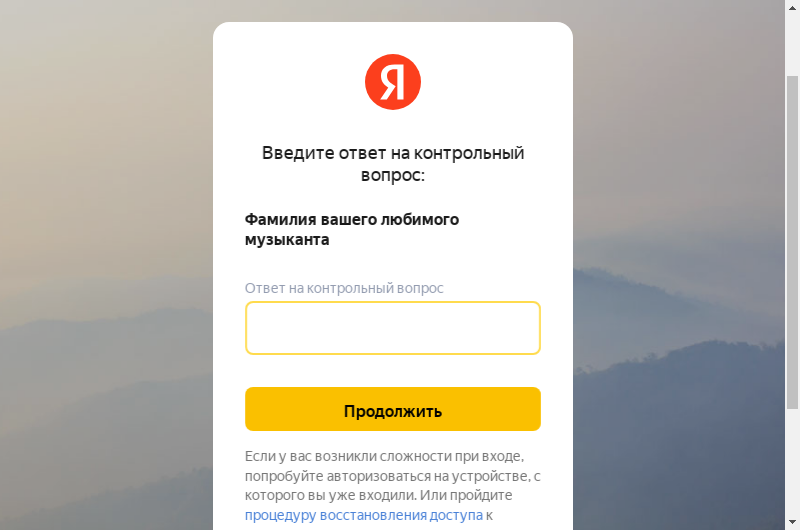 Я
Введите ответ на контрольный
вопрос:
Фамилия вашего любимого
музыканта
Ответ на контрольный вопрос
Продолжить
Если у вас возникли сложности при входе,
попробуйте авторизоваться на устройстве, с
которого вы уже входили. Или пройдите
процедуру восстановления доступа к